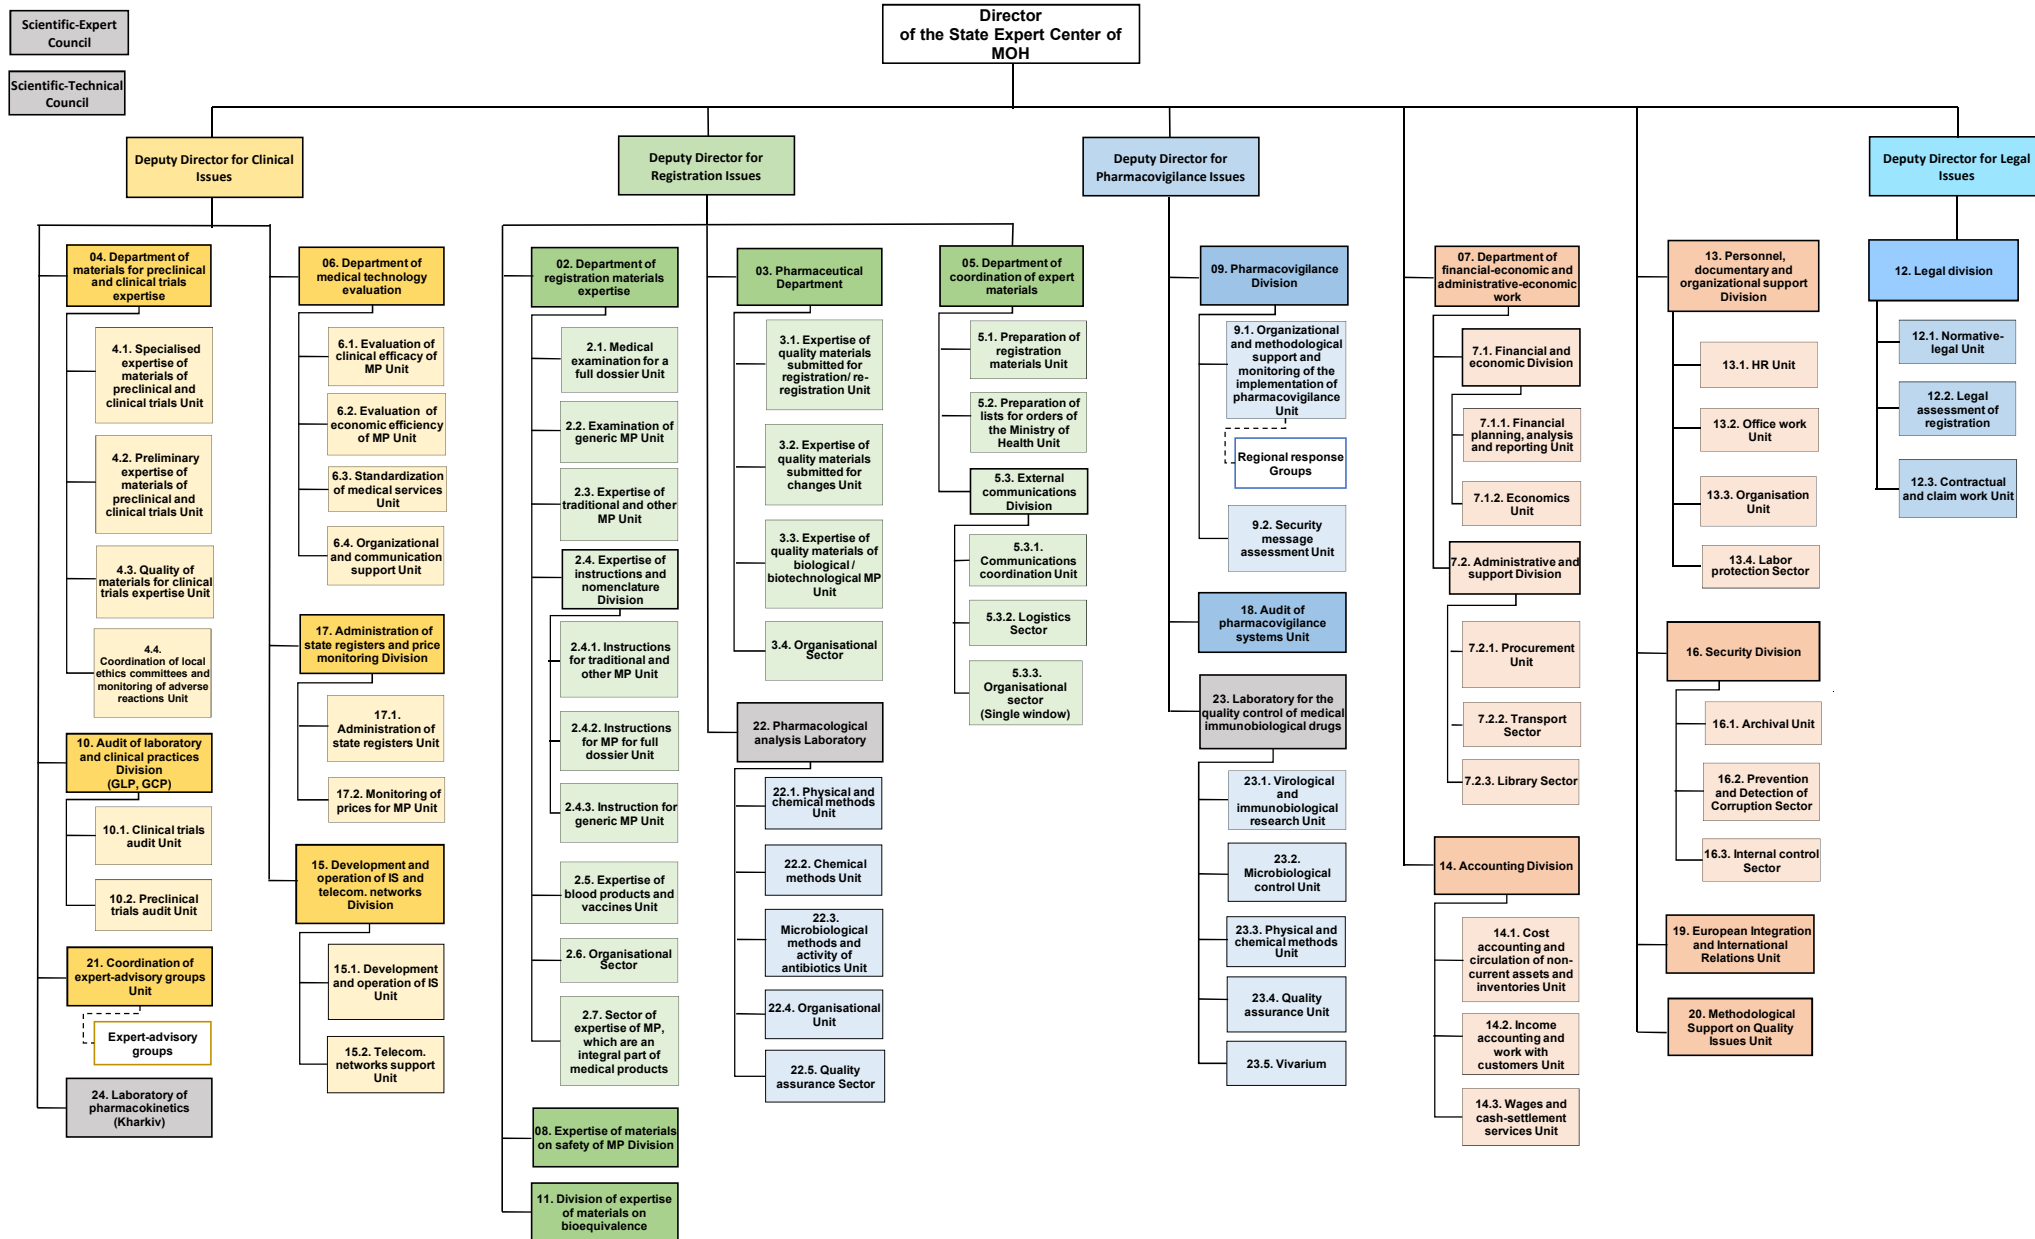 Scientific-Expert
Council
Scientific-Technical
Council
Director
of the State Expert Center of
MOH
Deputy Director for Clinical
Issues
Deputy Director for
Registration Issues
Deputy Director for
Pharmacovigilance Issues
Deputy Director for Legal
Issues
04. Department of
materials for preclinical
and clinical trials
expertise
4.1. Specialised
expertise of
materials of
preclinical and
clinical trials Unit
4.2. Preliminary
expertise of
materials of
preclinical and
clinical trials Unit
4.3. Quality of
materials for clinical
trials expertise Unit
4.4.
Coordination of local
ethics committees and
monitoring of adverse
reactions Unit
10. Audit of laboratory
and clinical practices
Division
(GLP, GCP)
10.1. Clinical trials
audit Unit
10.2. Preclinical
trials audit Unit
21. Coordination of
expert-advisory groups
Unit
Expert-advisory
groups
24. Laboratory of
pharmacokinetics
(Kharkiv)
06. Department of
medical technology
evaluation
6.1. Evaluation of
clinical efficacy of
MP Unit
6.2. Evaluation of
economic efficiency
of MP Unit
6.3. Standardization
of medical services
Unit
6.4. Organizational
and communication
support Unit
17. Administration of
state registers and price
monitoring Division
17.1.
Administration of
state registers Unit
17.2. Monitoring of
prices for MP Unit
15. Development and
operation of IS and
telecom. networks
Division
15.1. Development
and operation of IS
Unit
15.2. Telecom.
networks support
Unit
02. Department of
registration materials
expertise
2.1. Medical
examination for a
full dossier Unit
2.2. Examination of
generic MP Unit
2.3. Expertise of
traditional and other
MP Unit
2.4. Expertise of
instructions and
nomenclature
Division
2.4.1. Instructions
for traditional and
other MP Unit
2.4.2. Instructions
for MP for full
dossier Unit
2.4.3. Instruction for
generic MP Unit
2.5. Expertise of
blood products and
vaccines Unit
2.6. Organisational
Sector
2.7. Sector of
expertise of MP,
which are an
integral part of
medical products
08. Expertise of materials
on safety of MP Division
11. Division of expertise
of materials on
bioequivalence
03. Pharmaceutical
Department
3.1. Expertise of
quality materials
submitted for
registration/ re-
registration Unit
3.2. Expertise of
quality materials
submitted for
changes Unit
3.3. Expertise of
quality materials of
biological /
biotechnological MP
Unit
3.4. Organisational
Sector
22. Pharmacological
analysis Laboratory
22.1. Physical and
chemical methods
Unit
22.2. Chemical
methods Unit
22.3.
Microbiological
methods and
activity of
antibiotics Unit
22.4. Organisational
Unit
22.5. Quality
assurance Sector
05. Department of
coordination of expert
materials
5.1. Preparation of
registration
materials Unit
5.2. Preparation of
lists for orders of
the Ministry of
Health Unit
5.3. External
communications
Division
5.3.1.
Communications
coordination Unit
5.3.2. Logistics
Sector
5.3.3.
Organisational
sector
(Single window)
09. Pharmacovigilance
Division
9.1. Organizational
and methodological
support and
monitoring of the
implementation of
pharmacovigilance
Unit
Regional response
Groups
9.2. Security
message
assessment Unit
18. Audit of
pharmacovigilance
systems Unit
23. Laboratory for the
quality control of medical
immunobiological drugs
23.1. Virological
and
immunobiological
research Unit
23.2.
Microbiological
control Unit
23.3. Physical and
chemical methods
Unit
23.4. Quality
assurance Unit
23.5. Vivarium
07. Department of
financial-economic and
administrative-economic
work
7.1. Financial and
economic Division
7.1.1. Financial
planning, analysis
and reporting Unit
7.1.2. Economics
Unit
7.2. Administrative and
support Division
7.2.1. Procurement
Unit
7.2.2. Transport
Sector
7.2.3. Library Sector
14. Accounting Division
14.1. Cost
accounting and
circulation of non-
current assets and
inventories Unit
14.2. Income
accounting and
work with
customers Unit
14.3. Wages and
cash-settlement
services Unit
13. Personnel,
documentary and
organizational support
Division
13.1. HR Unit
13.2. Office work
Unit
13.3. Organisation
Unit
13.4. Labor
protection Sector
16. Security Division
16.1. Archival Unit
16.2. Prevention
and Detection of
Corruption Sector
16.3. Internal control
Sector
19. European Integration
and International
Relations Unit
20. Methodological
Support on Quality
Issues Unit
12. Legal division
12.1. Normative-
legal Unit
12.2. Legal
assessment of
registration
12.3. Contractual
and claim work Unit